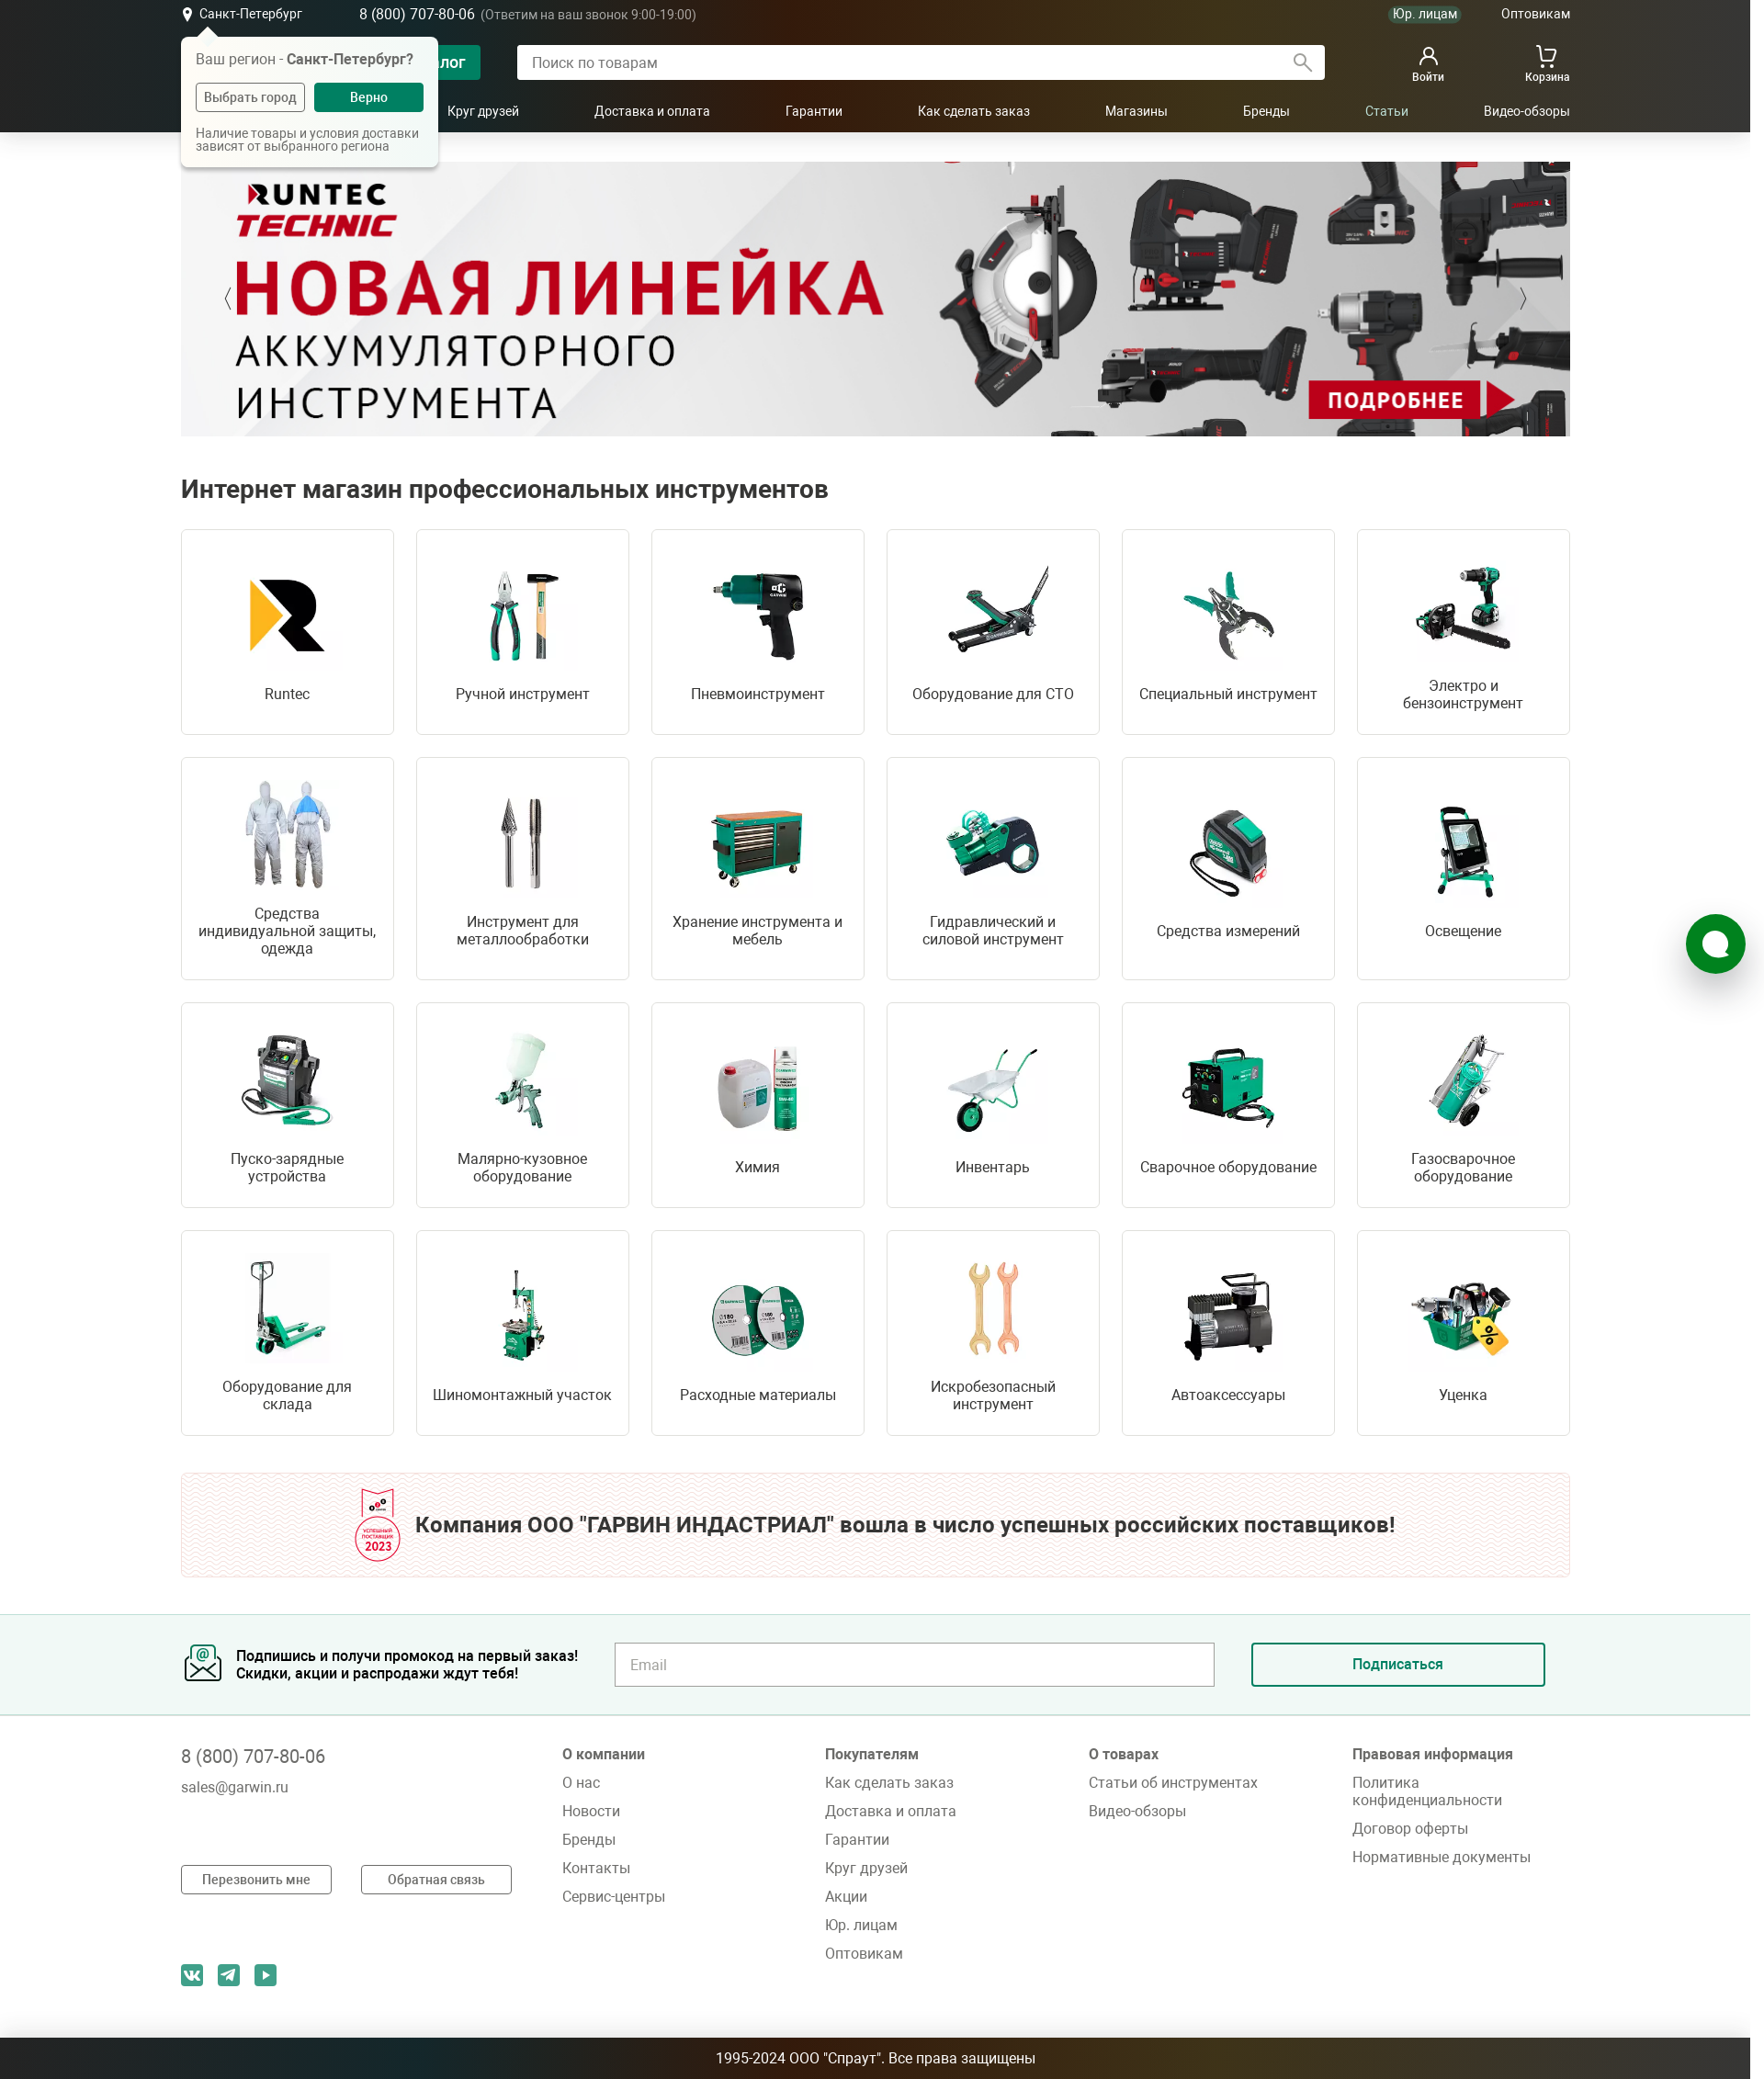 Санкт-Петербург
8 (800) 707-80-06 (Ответим на ваш звонок 9:00-19:00)
Юр. лицам
Оптовикам
Ваш регион - Санкт-Петербург?
Выбрать город
Верно
Наличие товары и условия доставки
зависят от выбранного региона
Поиск по товарам
Войти
Корзина
Круг друзей
Доставка и оплата
Гарантии
Как сделать заказ
Магазины
Бренды
Статьи
Видео-обзоры
RUNTEC
TECHNIC
НОВАЯ ЛИНЕЙКА
АККУМУЛЯТОРНОГО
ИНСТРУМЕНТА
ПОДРОБНЕЕ
Интернет магазин профессиональных инструментов
Runtec
Ручной инструмент
Пневмоинструмент
Оборудование для СТО
Специальный инструмент
Электро и
бензоинструмент
Средства
индивидуальной защиты,
одежда
Инструмент для
металлообработки
Хранение инструмента и
мебель
Гидравлический и
силовой инструмент
Средства измерений
Освещение
Пуско-зарядные
устройства
Малярно-кузовное
оборудование
Химия
Инвентарь
Сварочное оборудование
Газосварочное
оборудование
Оборудование для
склада
Шиномонтажный участок
Расходные материалы
Искробезопасный
инструмент
Автоаксессуары
Уценка
УСПЕШНЫЙ
ПОСТАВЩИК
2023
Компания ООО "ГАРВИН ИНДАСТРИАЛ" вошла в число успешных российских поставщиков!
Подпишись и получи промокод на первый заказ!
Скидки, акции и распродажи ждут тебя!
Email
Подписаться
8 (800) 707-80-06
sales@garwin.ru
Перезвонить мне
Обратная связь
О компании
О нас
Новости
Бренды
Контакты
Сервис-центры
Покупателям
Как сделать заказ
Доставка и оплата
Гарантии
Круг друзей
Акции
Юр. лицам
Оптовикам
О товарах
Статьи об инструментах
Видео-обзоры
Правовая информация
Политика
конфиденциальности
Договор оферты
Нормативные документы
1995-2024 ООО "Спраут". Все права защищены